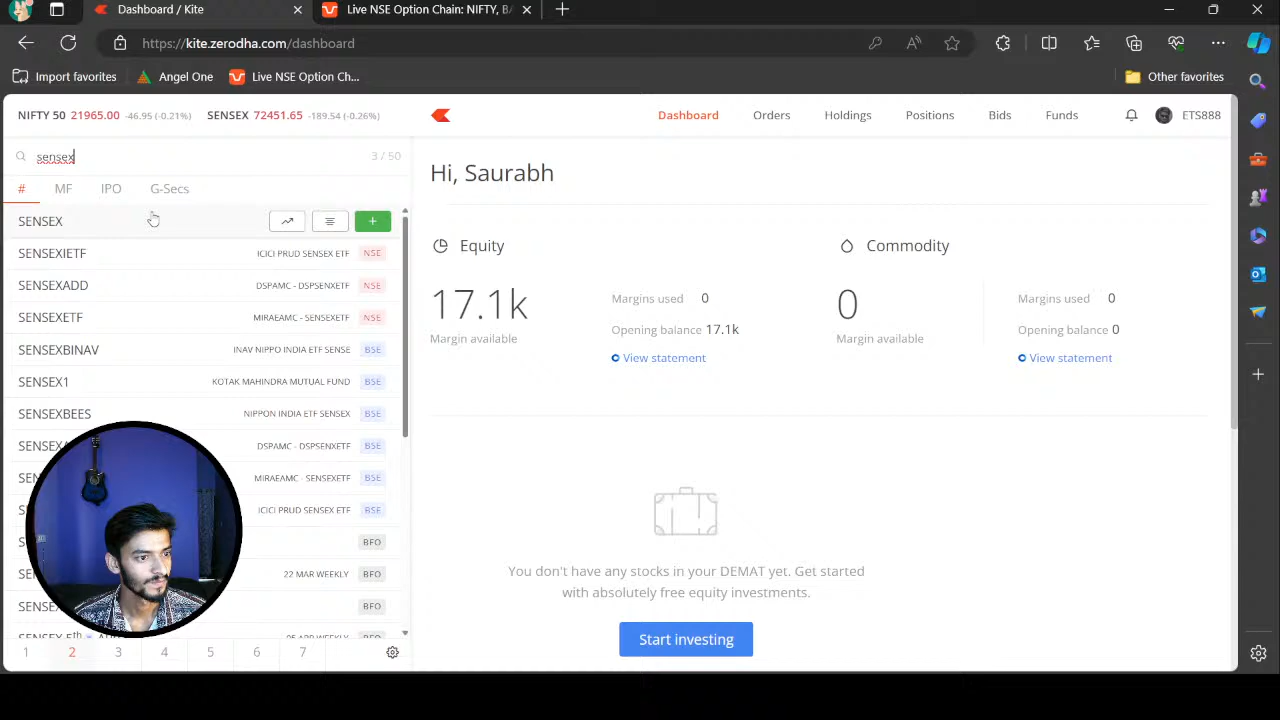 Dashboard / Kite
Live NSE Option Chain: NIFTY, BA
https://kite.zerodha.com/dashboard
Import favorites
Angel One
Live NSE Option Ch...
Other favorites
NIFTY 50 21965.00 -46.95 (-0.21%) SENSEX 72451.65 -189.54 (-0.26%)
Dashboard Orders Holdings Positions Bids Funds ETS888
sensex 3 / 50
# MF IPO G-Secs
SENSEX
SENSEXIETF ICICI PRUD SENSEX ETF NSE
SENSEXADD DSPAMC - DSPSENXETF NSE
SENSEXETF MIRAEAMC - SENSEXETF NSE
SENSEXBINAV INAV NIPPO INDIA ETF SENSE BSE
SENSEX1 KOTAK MAHINDRA MUTUAL FUND BSE
SENSEXBEES NIPPON INDIA ETF SENSEX BSE
DSPAMC - DSPSENXETF BSE
MIRAEAMC - SENSEXETF BSE
ICICI PRUD SENSEX ETF BSE
BFO
22 MAR WEEKLY BFO
BFO
1 2 3 4 5 6 7
Hi, Saurabh
Equity
17.1k
Margin available
Margins used 0
Opening balance 17.1k
View statement
Commodity
0
Margin available
Margins used 0
Opening balance 0
View statement
You don't have any stocks in your DEMAT yet. Get started
with absolutely free equity investments.
Start investing